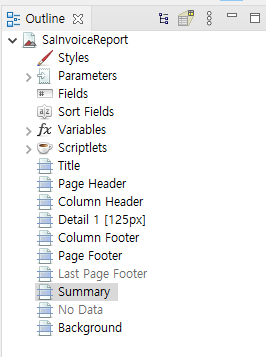 Outline
SaInvoiceReport
Styles
Parameters
Fields
Sort Fields
fx Variables
Scriptlets
Title
Page Header
Column Header
Detail 1 [125px]
Column Footer
Page Footer
Last Page Footer
Summary
No Data
Background